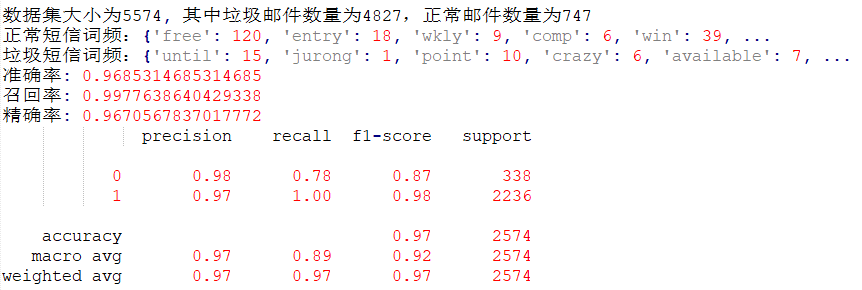 数据集大小为5574, 其中垃圾邮件数量为4827，正常邮件数量为747
正常短信词频：{'free': 120, 'entry': 18, 'wkly': 9, 'comp': 6, 'win': 39, ...
垃圾短信词频：{'until': 15, 'jurong': 1, 'point': 10, 'crazy': 6, 'available': 7, ...
准确率: 0.9685314685314685
召回率: 0.9977638640429338
精确率: 0.9670567837017772
precision recall f1-score support
0 0.98 0.78 0.87 338
1 0.97 1.00 0.98 2236
accuracy 0.97 2574
macro avg 0.97 0.89 0.92 2574
weighted avg 0.97 0.97 0.97 2574